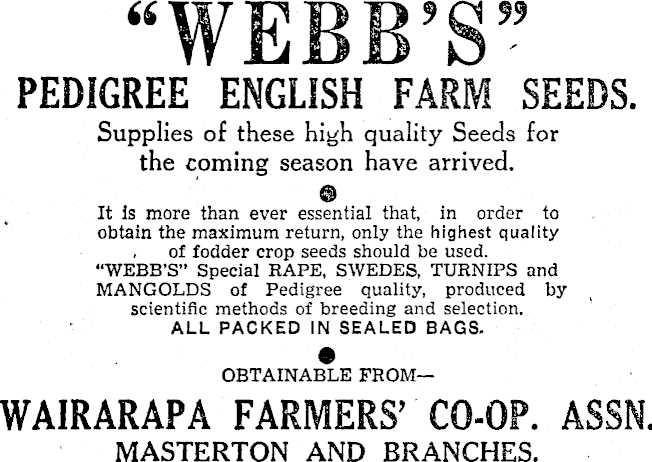 “WEBB’S”
PEDIGREE ENGLISH FARM SEEDS.
Supplies of these high quality Seeds for
the coming season have arrived.
It is more than ever essential that, in order to
obtain the maximum return, only the highest quality
of fodder crop seeds should be used.
“WEBB’S” Special RAPE, SWEDES, TURNIPS and
MANGOLDS of Pedigree quality, produced by
scientific methods of breeding and selection.
ALL PACKED IN SEALED BAGS.
OBTAINABLE FROM—
WAIRARAPA FARMERS’ CO-OP. ASSN.
MASTERTON AND BRANCHES.